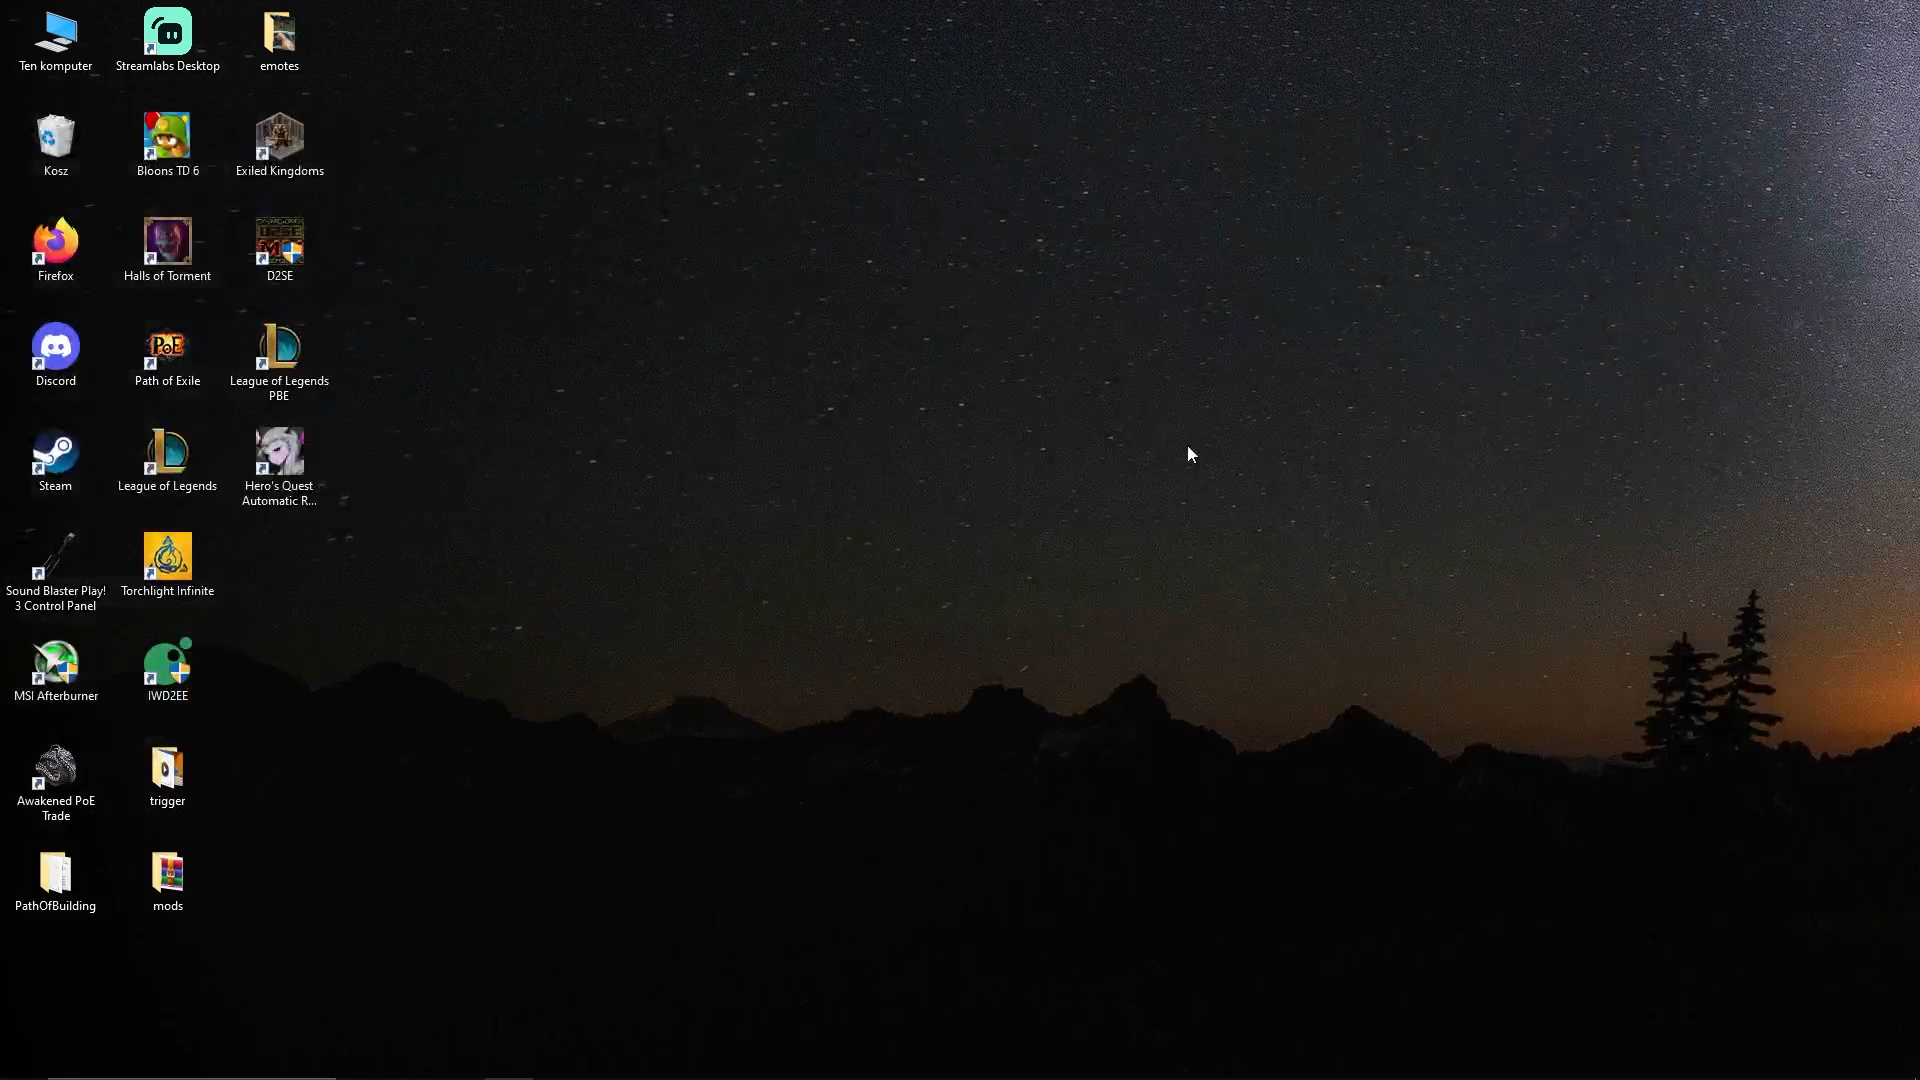 Ten komputer
Streamlabs Desktop
emotes
Kosz
Bloons TD 6
Exiled Kingdoms
Firefox
Halls of Torment
D2SE
Discord
PoE
Path of Exile
League of Legends
PBE
Steam
League of Legends
Hero's Quest
Automatic R...
Sound Blaster Play!
3 Control Panel
Torchlight Infinite
MSI Afterburner
IWD2EE
Awakened PoE
Trade
trigger
PathOfBuilding
mods